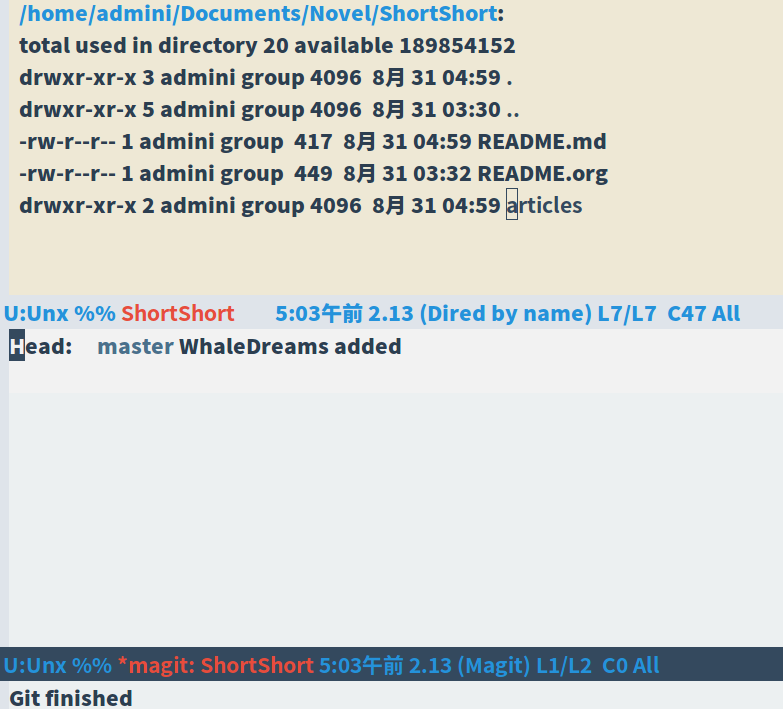 /home/admini/Documents/Novel/ShortShort:
total used in directory 20 available 189854152
drwxr-xr-x 3 admini group 4096  8月 31 04:59 .
drwxr-xr-x 5 admini group 4096  8月 31 03:30 ..
-rw-r--r-- 1 admini group  417  8月 31 04:59 README.md
-rw-r--r-- 1 admini group  449  8月 31 03:32 README.org
drwxr-xr-x 2 admini group 4096  8月 31 04:59 articles
U:Unx %% ShortShort      5:03午前 2.13 (Dired by name) L7/L7  C47 All
Head:    master WhaleDreams added
U:Unx %% *magit: ShortShort 5:03午前 2.13 (Magit) L1/L2  C0 All
Git finished